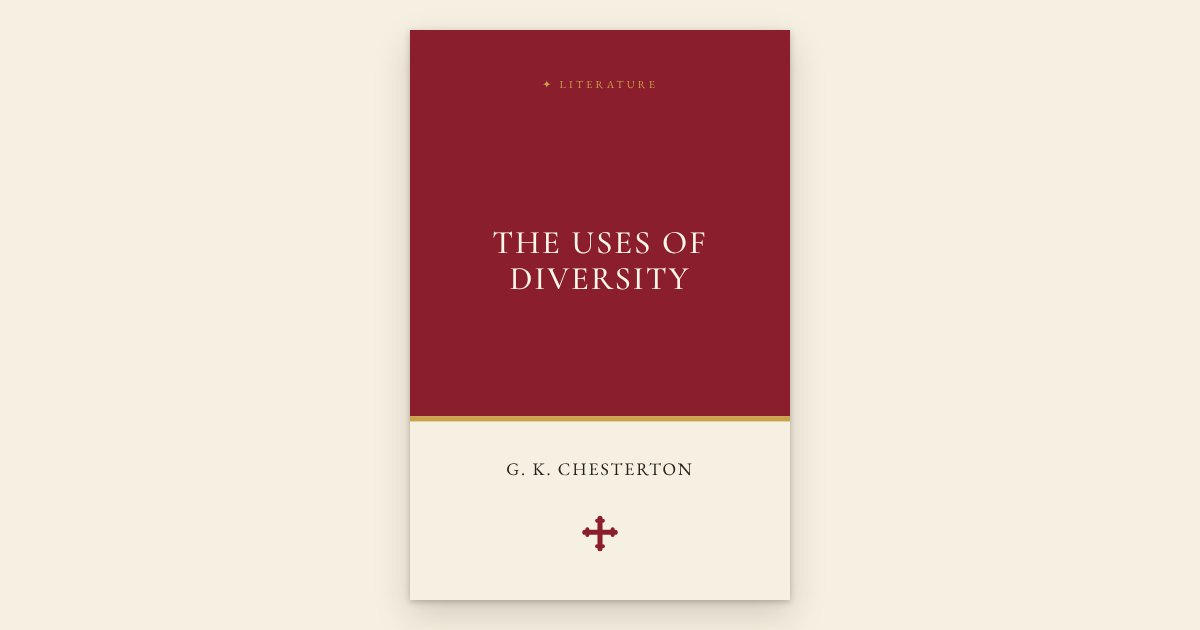 ✦ LITERATURE
THE USES OF
DIVERSITY
G. K. CHESTERTON